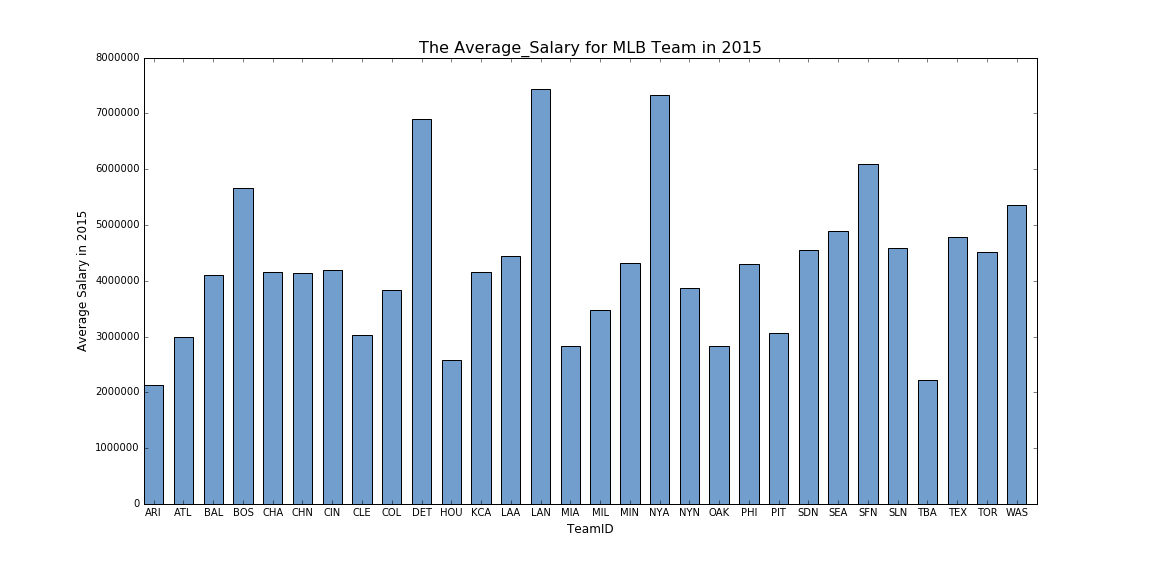 The Average_Salary for MLB Team in 2015
8000000
7000000
6000000
5000000
4000000
3000000
2000000
1000000
0
Average Salary in 2015
ARI ATL BAL BOS CHA CHN CIN CLE COL DET HOU KCA LAA LAN MIA MIL MIN NYA NYN OAK PHI PIT SDN SEA SFN SLN TBA TEX TOR WAS
TeamID